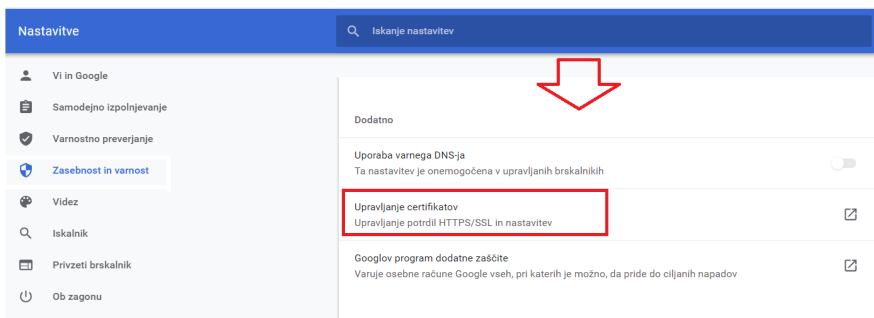 Nastavitve
Iskanje nastavitev
Vi in Google
Samodejno izpolnjevanje
Varnostno preverjanje
Zasebnost in varnost
Videz
Iskalnik
Privzeti brskalnik
Ob zagonu
Dodatno
Uporaba varnega DNS-ja
Ta nastavitev je onemogočena v upravljanih brskalnikih
Upravljanje certifikatov
Upravljanje potrdil HTTPS/SSL in nastavitev
Googlov program dodatne zaščite
Varuje osebne račune Google vseh, pri katerih je možno, da pride do ciljanih napadov